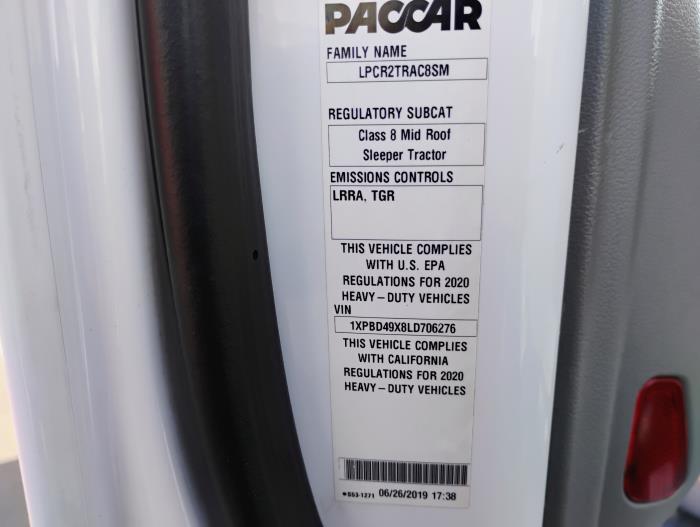 PACCAR
FAMILY NAME
LPCR2TRAC8SM
REGULATORY SUBCAT
Class 8 Mid Roof
Sleeper Tractor
EMISSIONS CONTROLS
LRRA, TGR
THIS VEHICLE COMPLIES
WITH U.S. EPA
REGULATIONS FOR 2020
HEAVY-DUTY VEHICLES
VIN
1XPBD49X8LD706276
THIS VEHICLE COMPLIES
WITH CALIFORNIA
REGULATIONS FOR 2020
HEAVY-DUTY VEHICLES
S53-1271 06/26/2019 17:38